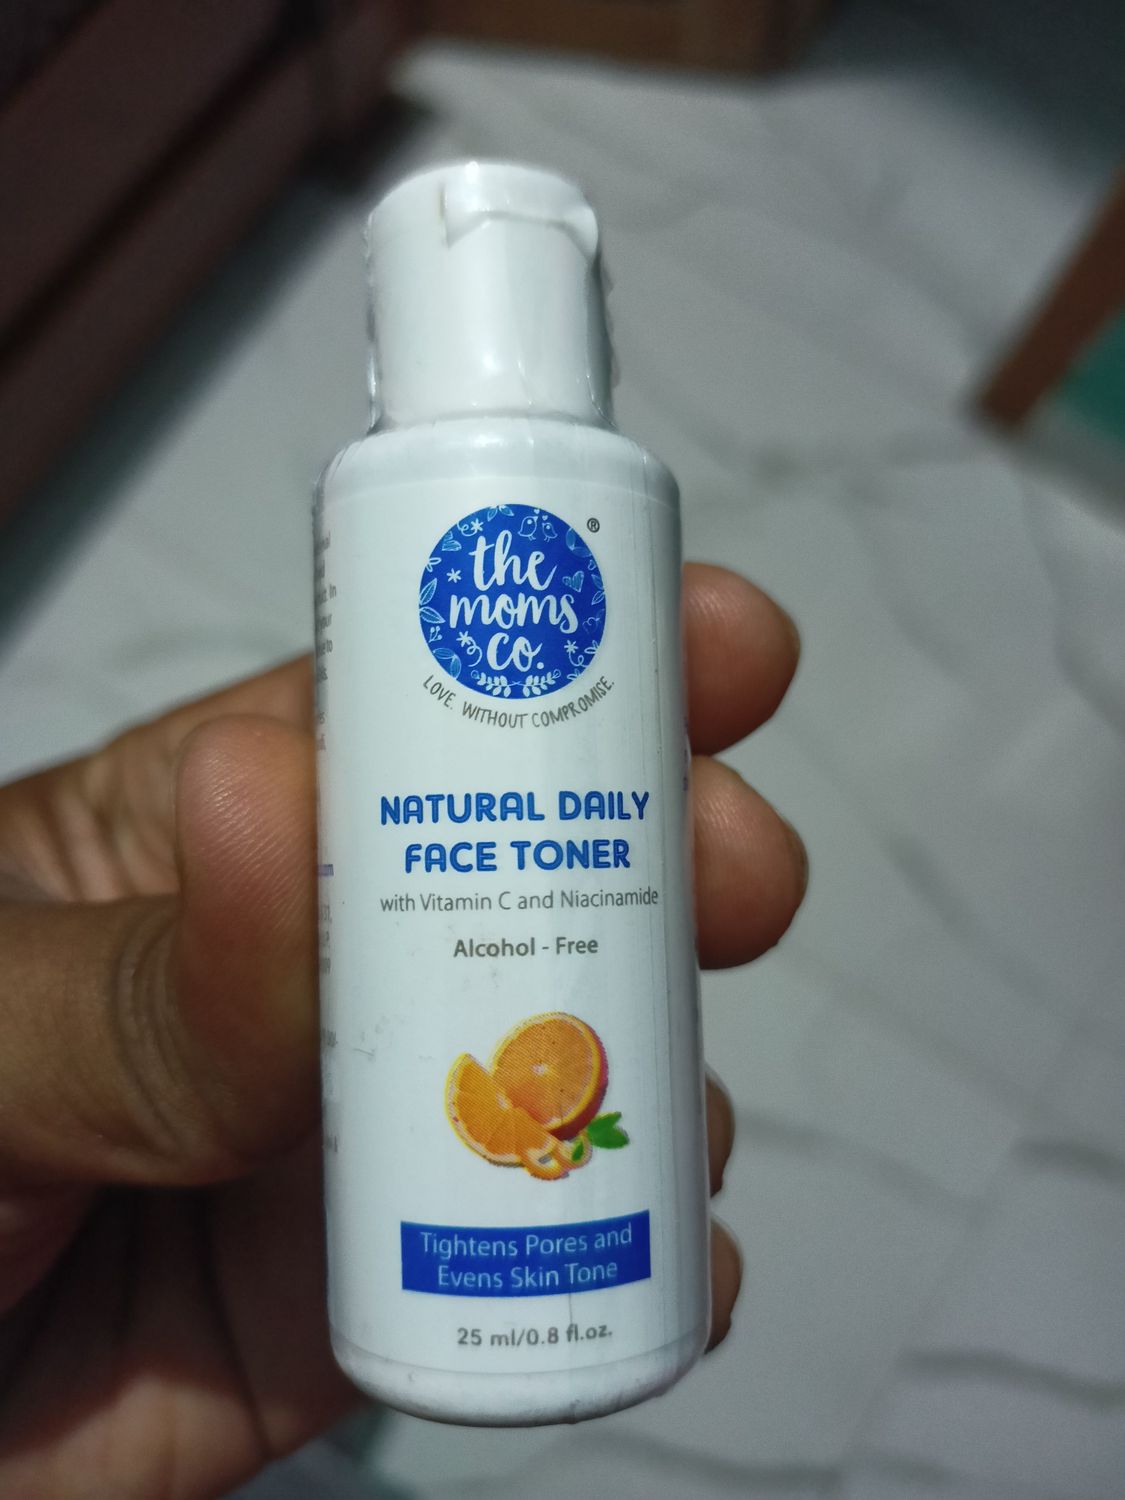 the
moms
co.
®
LOVE. WITHOUT COMPROMISE.
NATURAL DAILY
FACE TONER
with Vitamin C and Niacinamide
Alcohol - Free
Tightens Pores and
Evens Skin Tone
25 ml/0.8 fl.oz.